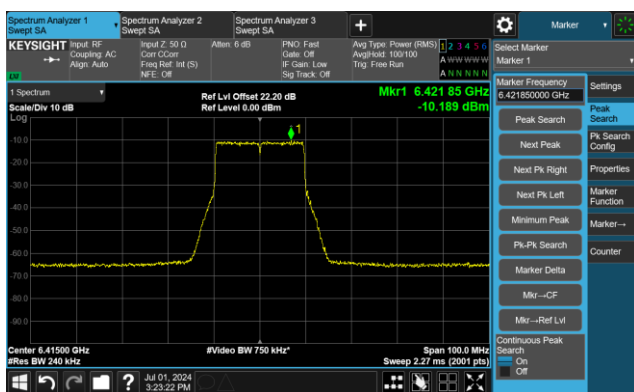 Spectrum Analyzer 1
Swept SA
Spectrum Analyzer 2
Swept SA
Spectrum Analyzer 3
Swept SA
Marker
KEYSIGHT
Input: RF
Coupling: AC
Align: Auto
Input Z: 50 Ω
Corr CCorr
Freq Ref: Int (S)
NFE: Off
Atten: 6 dB
PNO: Fast
Gate: Off
IF Gain: Low
Sig Track: Off
Avg Type: Power (RMS)
Avg|Hold: 100/100
Trig: Free Run
1 2 3 4 5 6
A W W W W W
A N N N N N
LXI
Select Marker
Marker 1
1 Spectrum
Scale/Div 10 dB
Log
Ref Lvl Offset 22.20 dB
Ref Level 0.00 dBm
Mkr1 6.421 85 GHz
-10.189 dBm
1
-10.0
-20.0
-30.0
-40.0
-50.0
-60.0
-70.0
-80.0
-90.0
Center 6.41500 GHz
#Res BW 240 kHz
#Video BW 750 kHz*
Span 100.0 MHz
Sweep 2.27 ms (2001 pts)
Marker Frequency
6.421850000 GHz
Peak Search
Next Peak
Next Pk Right
Next Pk Left
Minimum Peak
Pk-Pk Search
Marker Delta
Mkr→CF
Mkr→Ref Lvl
Continuous Peak
Search
On
Off
Settings
Peak
Search
Pk Search
Config
Properties
Marker
Function
Marker→
Counter
Jul 01, 2024
3:23:22 PM